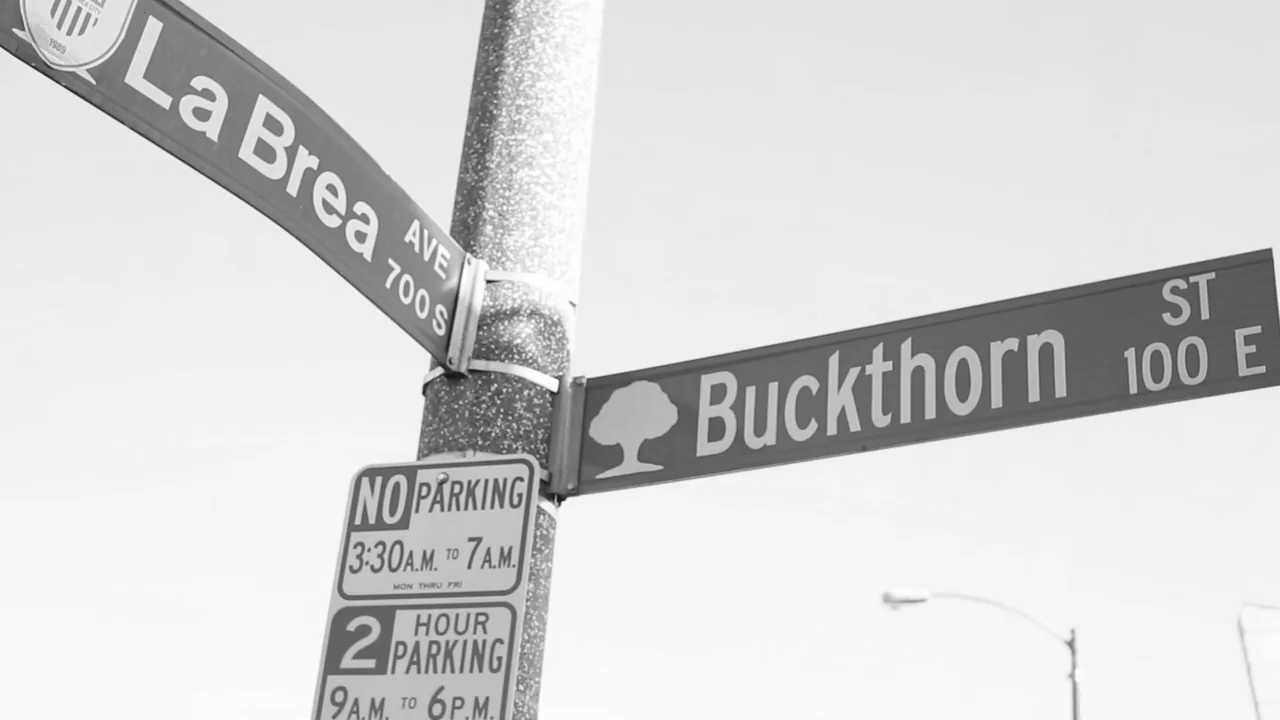 1989
La Brea
AVE
700 S
Buckthorn
ST
100 E
NO PARKING
3:30A.M. TO 7A.M.
MON THRU FRI
2 HOUR
PARKING
9A.M. TO 6P.M.